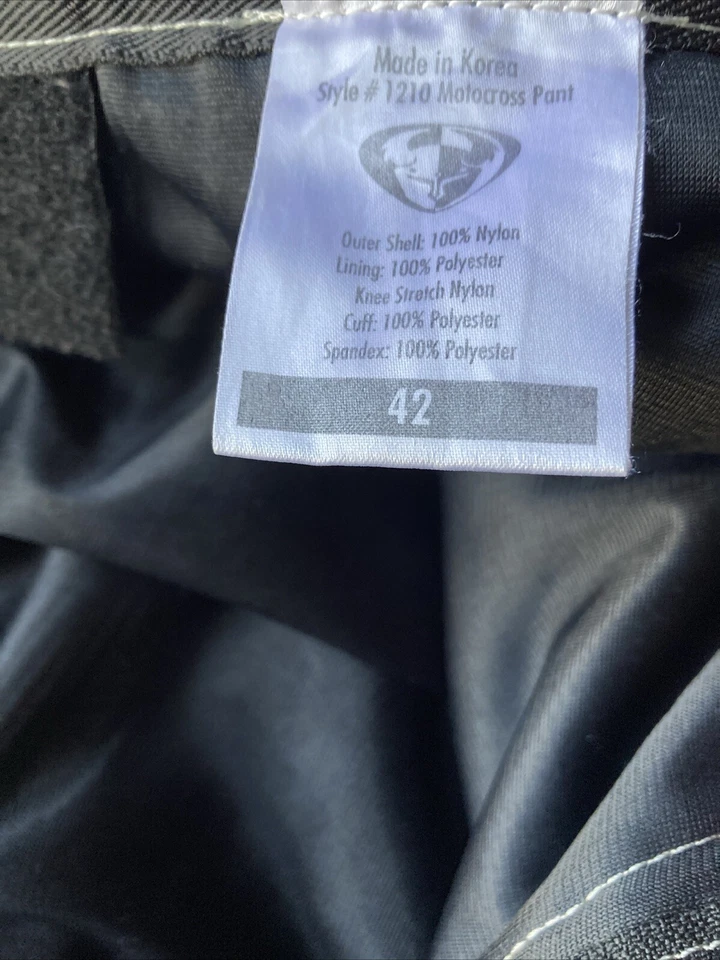 Made in Korea
Style # 1210 Motocross Pant
Outer Shell: 100% Nylon
Lining: 100% Polyester
Knee Stretch Nylon
Cuff: 100% Polyester
Spandex: 100% Polyester
42